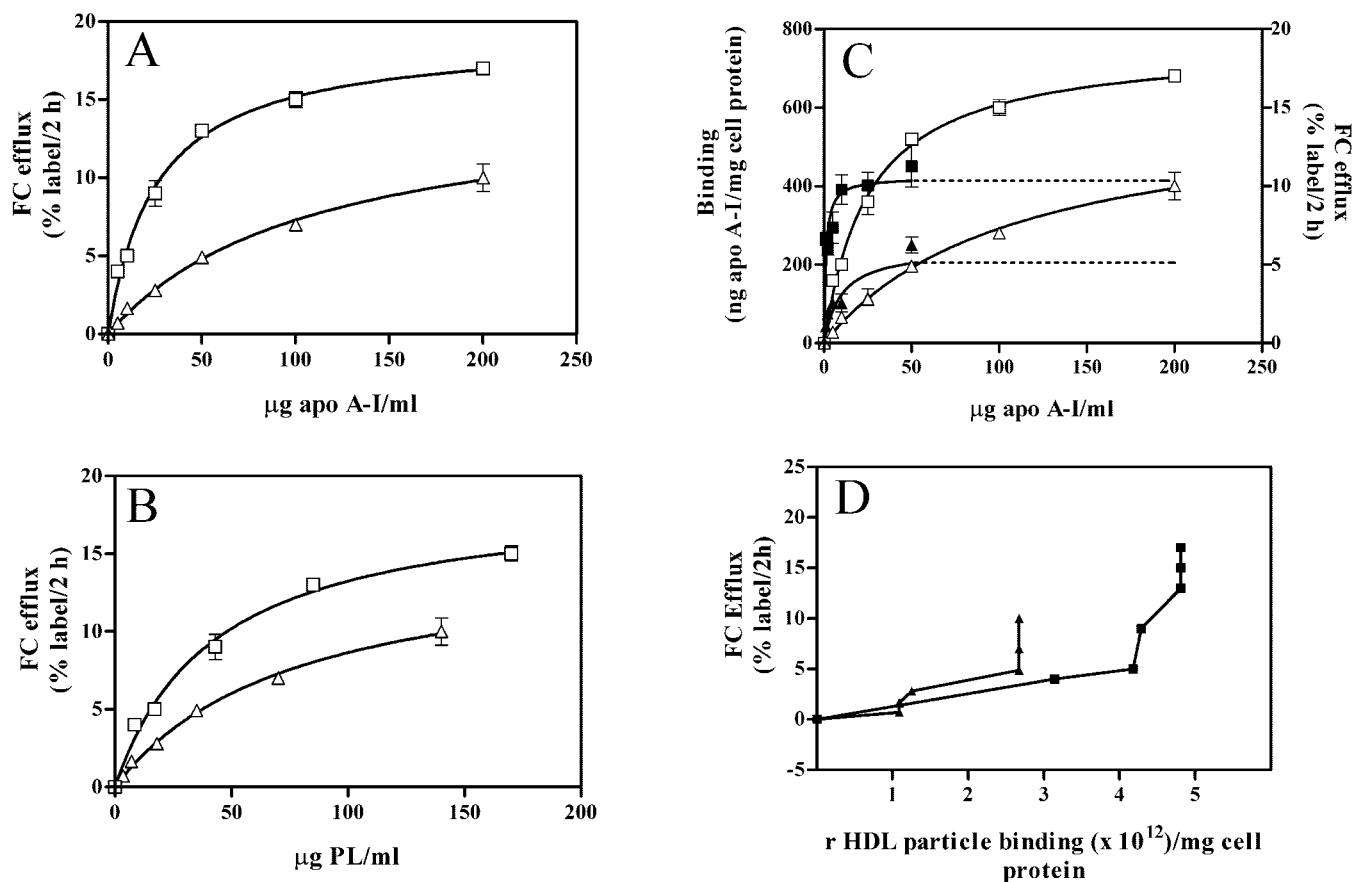 A
FC efflux
(% label/2 h)
20
15
10
5
0
0 50 100 150 200 250
μg apo A-I/ml
C
Binding
(ng apo A-I/mg cell protein)
800
600
400
200
0
FC efflux
(% label/2 h)
20
15
10
5
0
0 50 100 150 200 250
μg apo A-I/ml
B
FC efflux
(% label/2 h)
20
15
10
5
0
0 50 100 150 200
μg PL/ml
D
FC Efflux
(% label/2h)
25
20
15
10
5
0
-5
1 2 3 4 5
r HDL particle binding (x 10¹²)/mg cell
protein